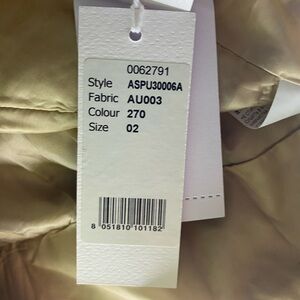 0062791
Style ASPU30006A
Fabric AU003
Colour 270
Size 02
8 051810 101182